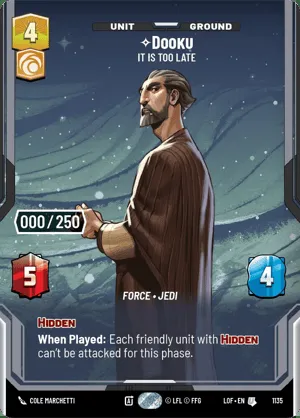 UNIT
GROUND
4
✧DOOKU
IT IS TOO LATE
000/250
5
4
FORCE • JEDI
HIDDEN
When Played: Each friendly unit with HIDDEN
can't be attacked for this phase.
COLE MARCHETTI
© LFL © FFG
LOF • EN
1135